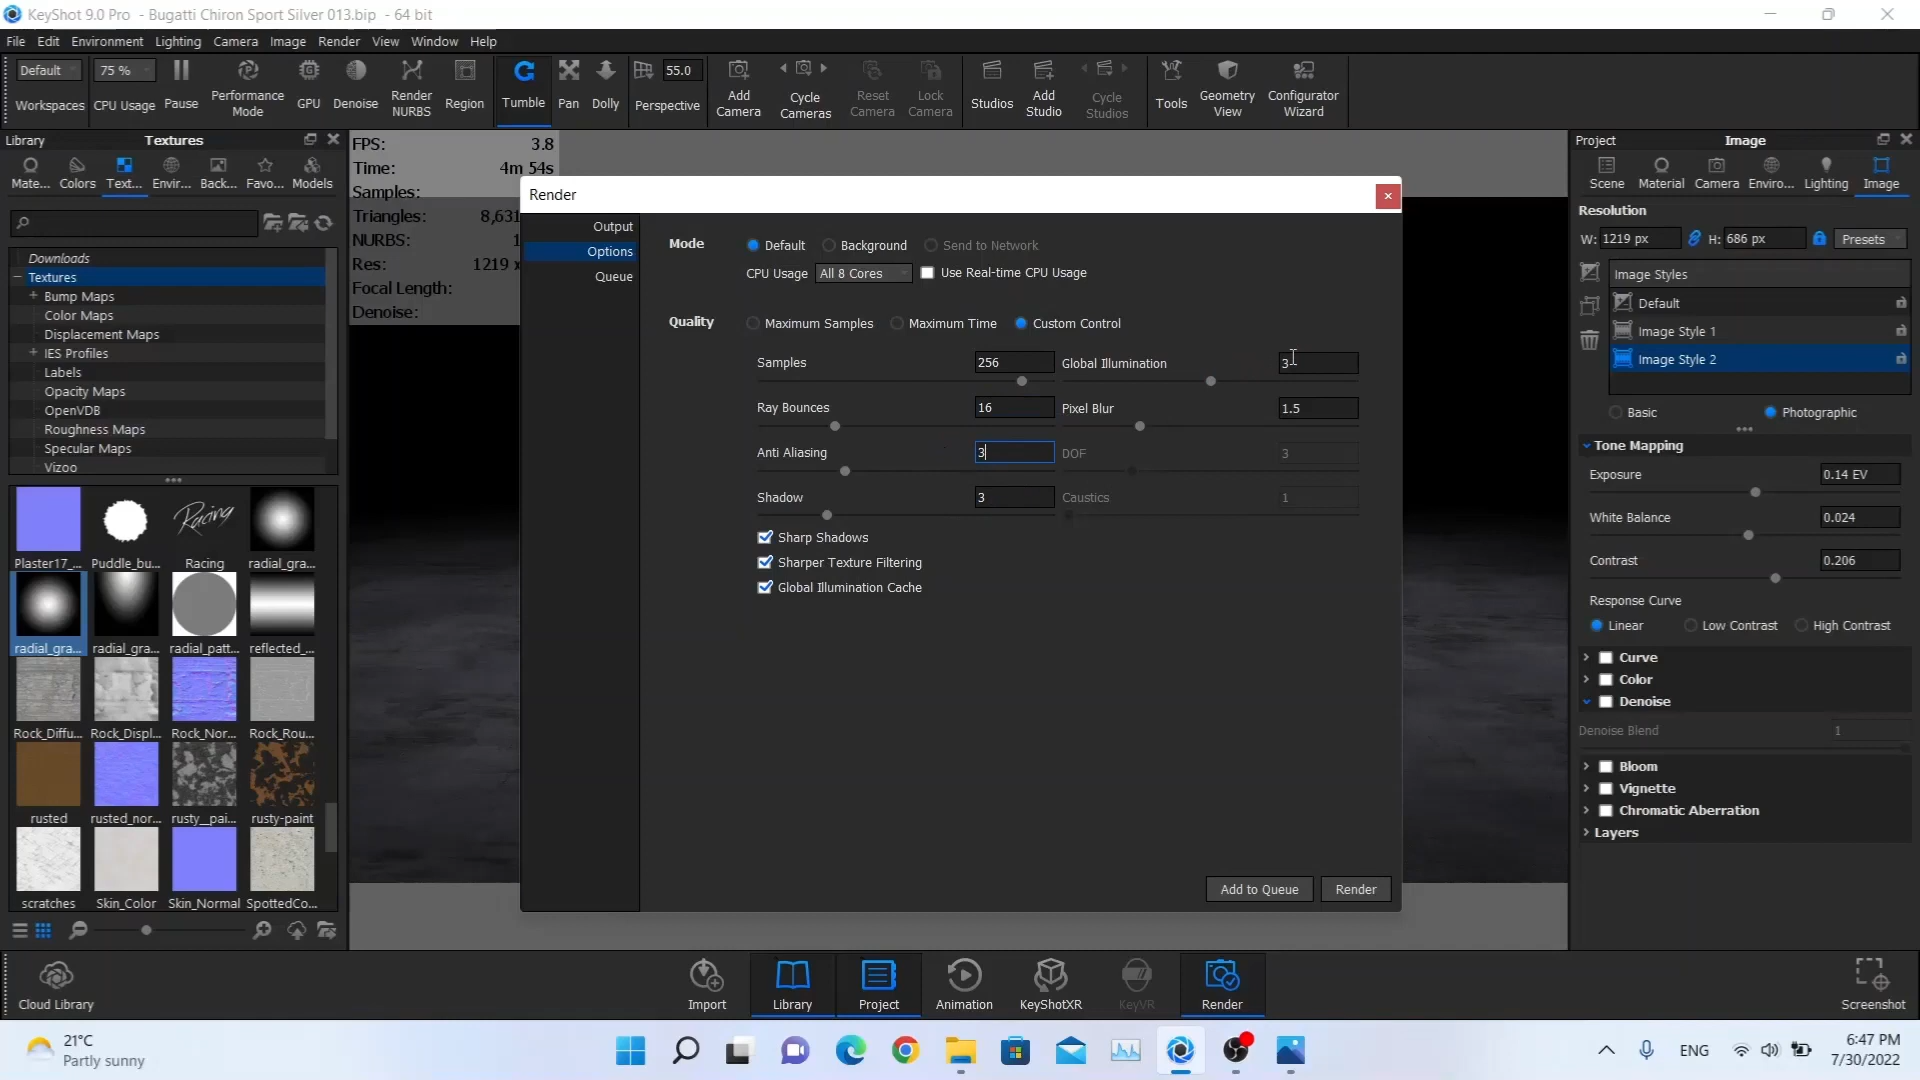 KeyShot 9.0 Pro - Bugatti Chiron Sport Silver 013.bip - 64 bit
File Edit Environment Lighting Camera Image Render View Window Help
Default 75 % 55.0
Workspaces CPU Usage Pause Performance Mode GPU Denoise Render NURBS Region Tumble Pan Dolly Perspective Add Camera Cycle Cameras Reset Camera Lock Camera Studios Add Studio Cycle Studios Tools Geometry View Configurator Wizard
Library Textures
Mate... Colors Text... Envir... Back... Favo... Models
Downloads
Textures
Bump Maps
Color Maps
Displacement Maps
IES Profiles
Labels
Opacity Maps
OpenVDB
Roughness Maps
Specular Maps
Vizoo
Racing
Plaster17_... Puddle_bu... Racing radial_gra...
radial_gra... radial_gra... radial_patt... reflected_...
Rock_Diffu... Rock_Displ... Rock_Nor... Rock_Rou...
rusted rusted_nor... rusty__pai... rusty-paint
scratches Skin_Color Skin_Normal SpottedCo...
FPS: 3.8
Time: 4m 54s
Samples:
Triangles: 8,631
NURBS: 1
Res: 1219 x
Focal Length:
Denoise:
Render
Output
Options
Queue
Mode Default Background Send to Network
CPU Usage All 8 Cores Use Real-time CPU Usage
Quality Maximum Samples Maximum Time Custom Control
Samples 256 Global Illumination 3
Ray Bounces 16 Pixel Blur 1.5
Anti Aliasing 3 DOF 3
Shadow 3 Caustics 1
Sharp Shadows
Sharper Texture Filtering
Global Illumination Cache
Add to Queue Render
Project Image
Scene Material Camera Enviro... Lighting Image
Resolution
W: 1219 px H: 686 px Presets
Image Styles
Default
Image Style 1
Image Style 2
Basic Photographic
Tone Mapping
Exposure 0.14 EV
White Balance 0.024
Contrast 0.206
Response Curve
Linear Low Contrast High Contrast
Curve
Color
Denoise
Denoise Blend 1
Bloom
Vignette
Chromatic Aberration
Layers
Cloud Library Import Library Project Animation KeyShotXR KeyVR Render Screenshot
21°C
Partly sunny
ENG
6:47 PM
7/30/2022